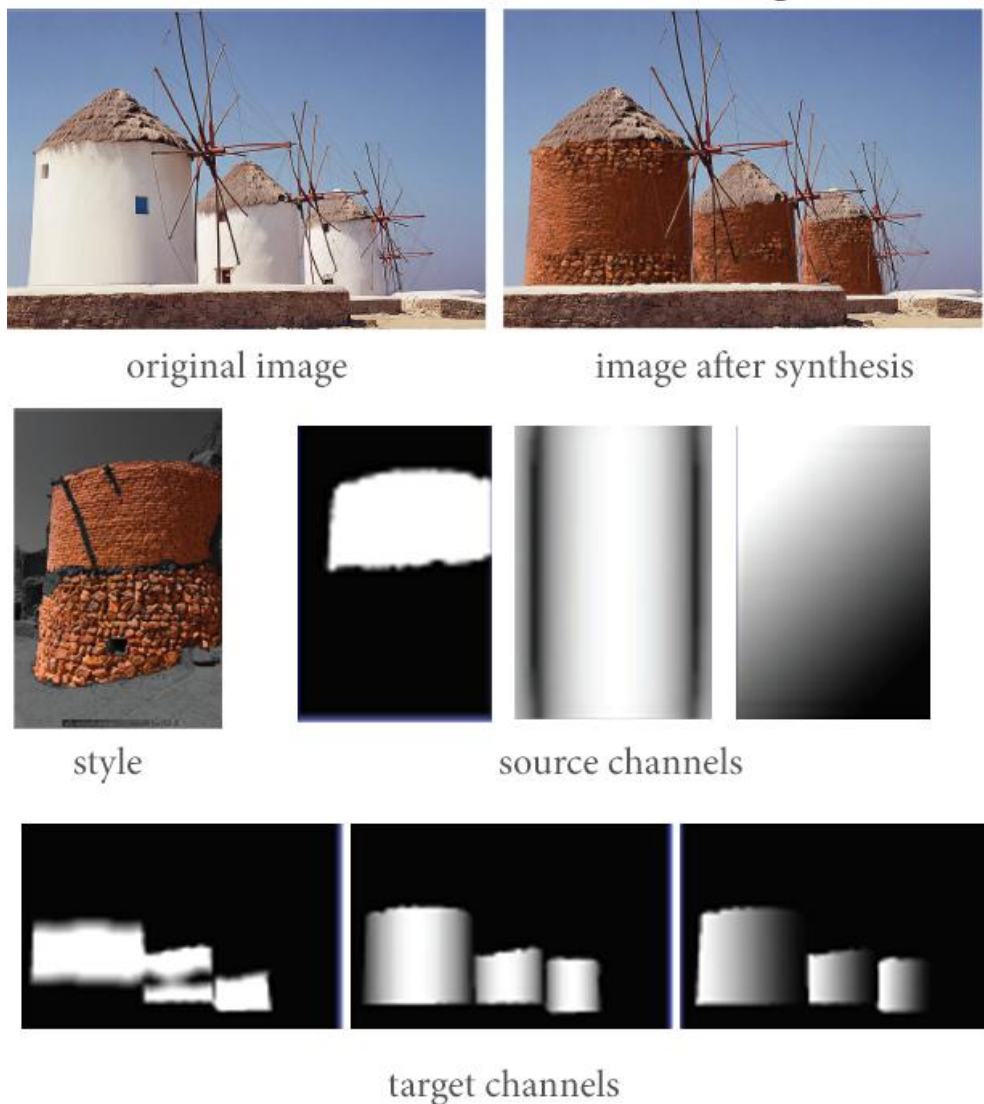 original image
image after synthesis
style
source channels
target channels